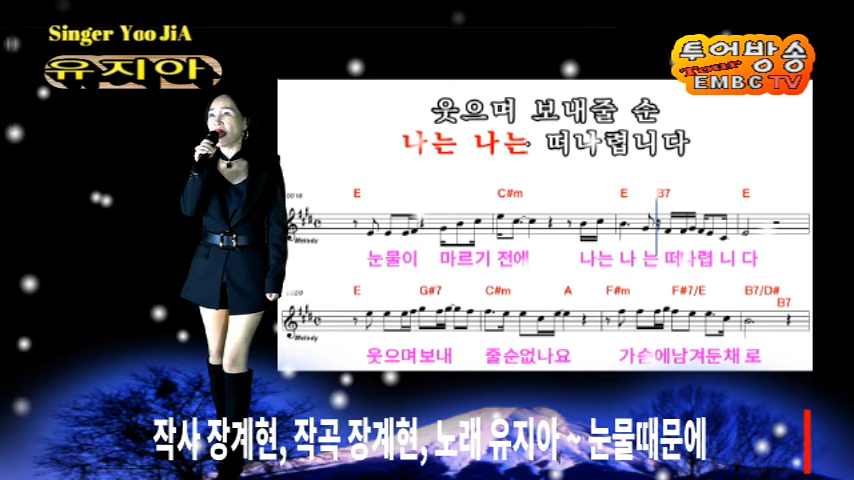 Singer Yoo JiA
유지아
투어방송
Tour
EMBC TV
웃으며 보내줄 순
나는 나는 떠나렵니다
E C#m E B7 E
Melody
눈물이 마르기 전에 나는 나 는 떠나렵 니 다
E G#7 C#m A F#m F#7/E B7/D# B7
Melody
웃으며보내 줄순없나요 가슴에남겨둔채 로
작사 장계현, 작곡 장계현, 노래 유지아 ~ 눈물때문에